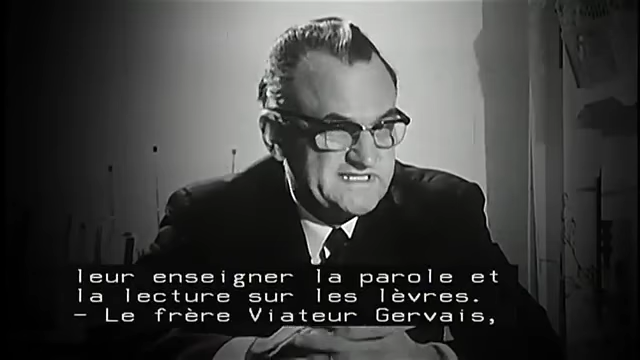 leur enseigner la parole et
la lecture sur les lèvres.
- Le frère Viateur Gervais,